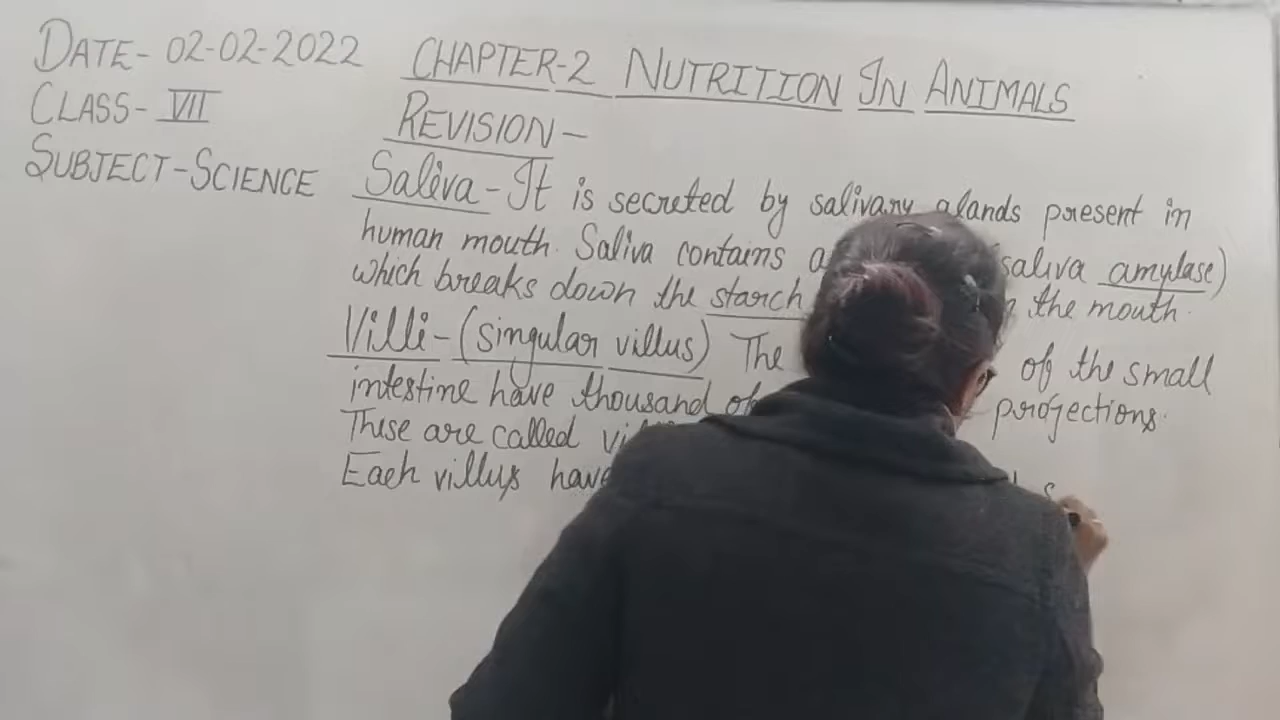 DATE- 02-02-2022
CHAPTER-2 NUTRITION IN ANIMALS
CLASS- VII
REVISION-
SUBJECT-SCIENCE
Saliva - It is secreted by salivary glands present in
human mouth. Saliva contains (saliva amylase)
which breaks down the starch the mouth.
Villi - (singular villus) The of the small
intestine have thousand of projections.
These are called
Each villus have